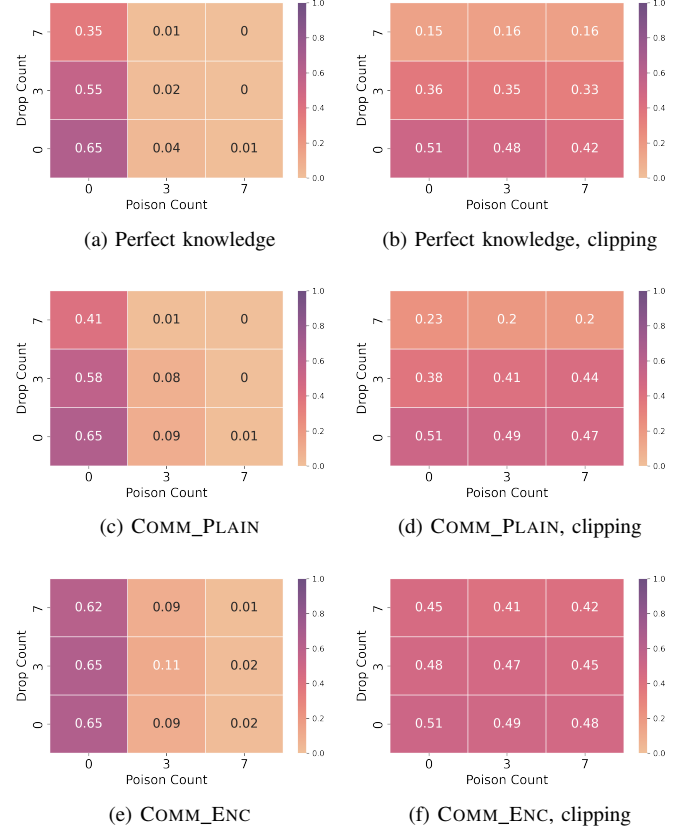 1.0
0.8
0.6
0.4
0.2
0.0
7
3
0
Drop Count
0.35 0.01 0
0.55 0.02 0
0.65 0.04 0.01
0 3 7
Poison Count
(a) Perfect knowledge
1.0
0.8
0.6
0.4
0.2
0.0
7
3
0
Drop Count
0.15 0.16 0.16
0.36 0.35 0.33
0.51 0.48 0.42
0 3 7
Poison Count
(b) Perfect knowledge, clipping
1.0
0.8
0.6
0.4
0.2
0.0
7
3
0
Drop Count
0.41 0.01 0
0.58 0.08 0
0.65 0.09 0.01
0 3 7
Poison Count
(c) COMM_PLAIN
1.0
0.8
0.6
0.4
0.2
0.0
7
3
0
Drop Count
0.23 0.2 0.2
0.38 0.41 0.44
0.51 0.49 0.47
0 3 7
Poison Count
(d) COMM_PLAIN, clipping
1.0
0.8
0.6
0.4
0.2
0.0
7
3
0
Drop Count
0.62 0.09 0.01
0.65 0.11 0.02
0.65 0.09 0.02
0 3 7
Poison Count
(e) COMM_ENC
1.0
0.8
0.6
0.4
0.2
0.0
7
3
0
Drop Count
0.45 0.41 0.42
0.48 0.47 0.45
0.51 0.49 0.48
0 3 7
Poison Count
(f) COMM_ENC, clipping